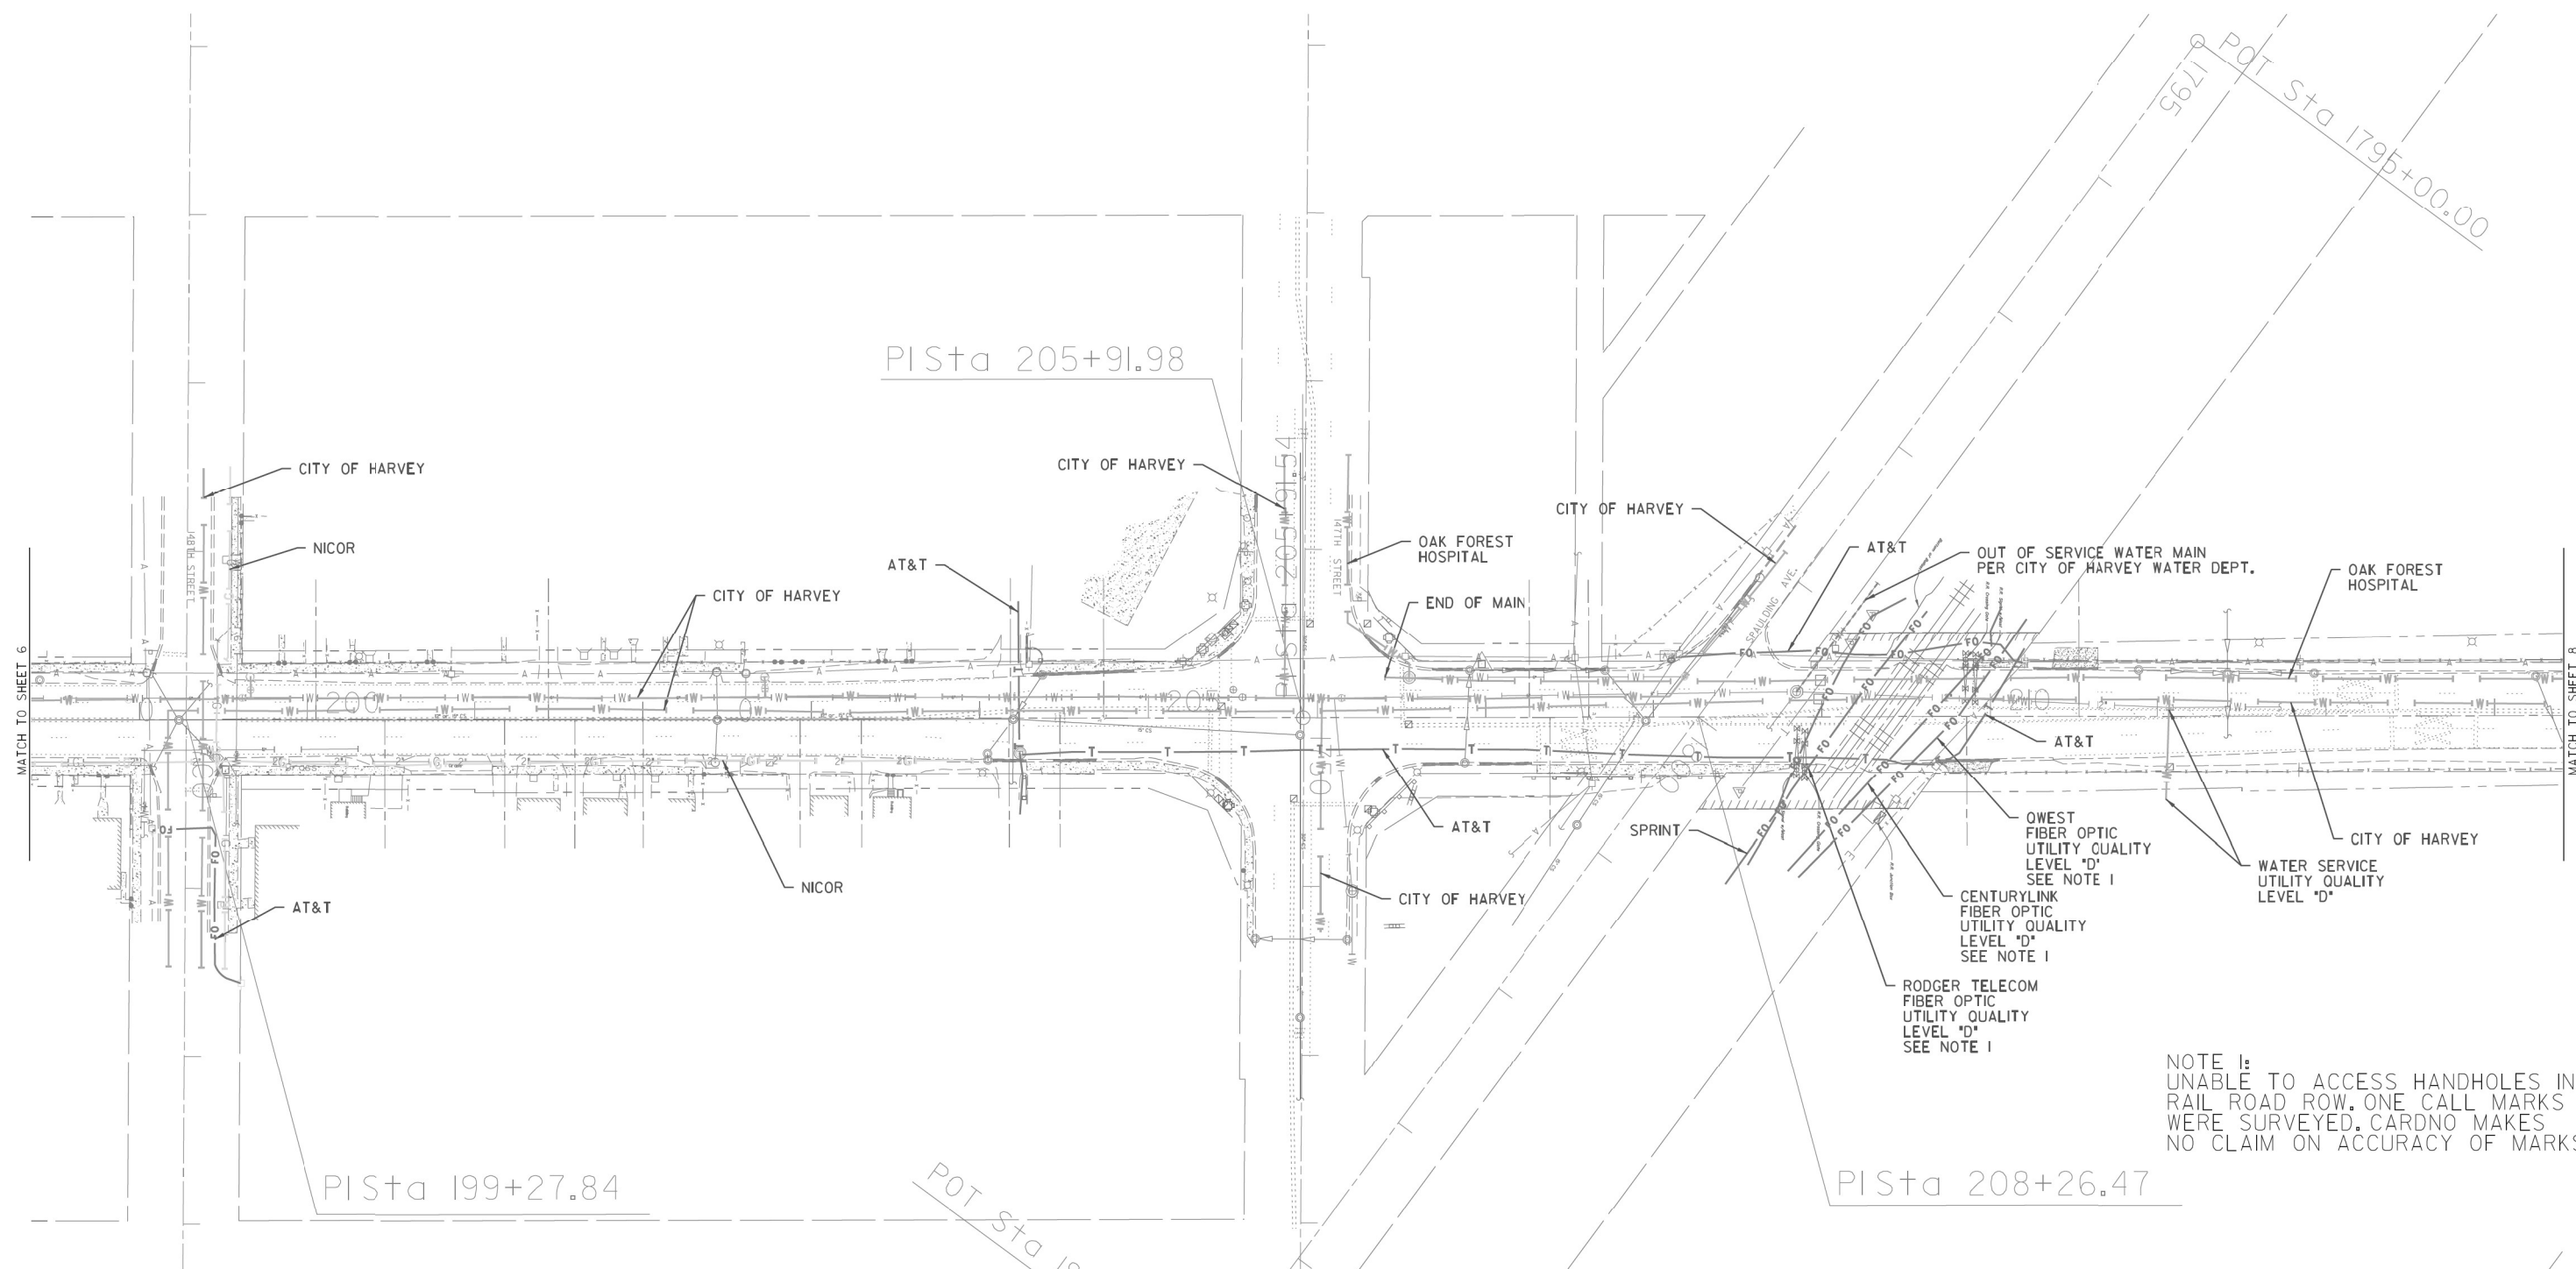 POT Sta 1795+00.00
1795
PI Sta 205+91.98
CITY OF HARVEY
NICOR
148TH STREET
CITY OF HARVEY
AT&T
CITY OF HARVEY
147TH STREET
OAK FOREST
HOSPITAL
END OF MAIN
CITY OF HARVEY
SPAULDING AVE.
AT&T
OUT OF SERVICE WATER MAIN
PER CITY OF HARVEY WATER DEPT.
OAK FOREST
HOSPITAL
MATCH TO SHEET 6
MATCH TO SHEET 8
200
210
AT&T
NICOR
AT&T
CITY OF HARVEY
SPRINT
AT&T
QWEST
FIBER OPTIC
UTILITY QUALITY
LEVEL "D"
SEE NOTE 1
CENTURYLINK
FIBER OPTIC
UTILITY QUALITY
LEVEL "D"
SEE NOTE 1
RODGER TELECOM
FIBER OPTIC
UTILITY QUALITY
LEVEL "D"
SEE NOTE 1
CITY OF HARVEY
WATER SERVICE
UTILITY QUALITY
LEVEL "D"
NOTE 1:
UNABLE TO ACCESS HANDHOLES IN
RAIL ROAD ROW. ONE CALL MARKS
WERE SURVEYED. CARDNO MAKES
NO CLAIM ON ACCURACY OF MARKS
PI Sta 199+27.84
POT Sta
PI Sta 208+26.47